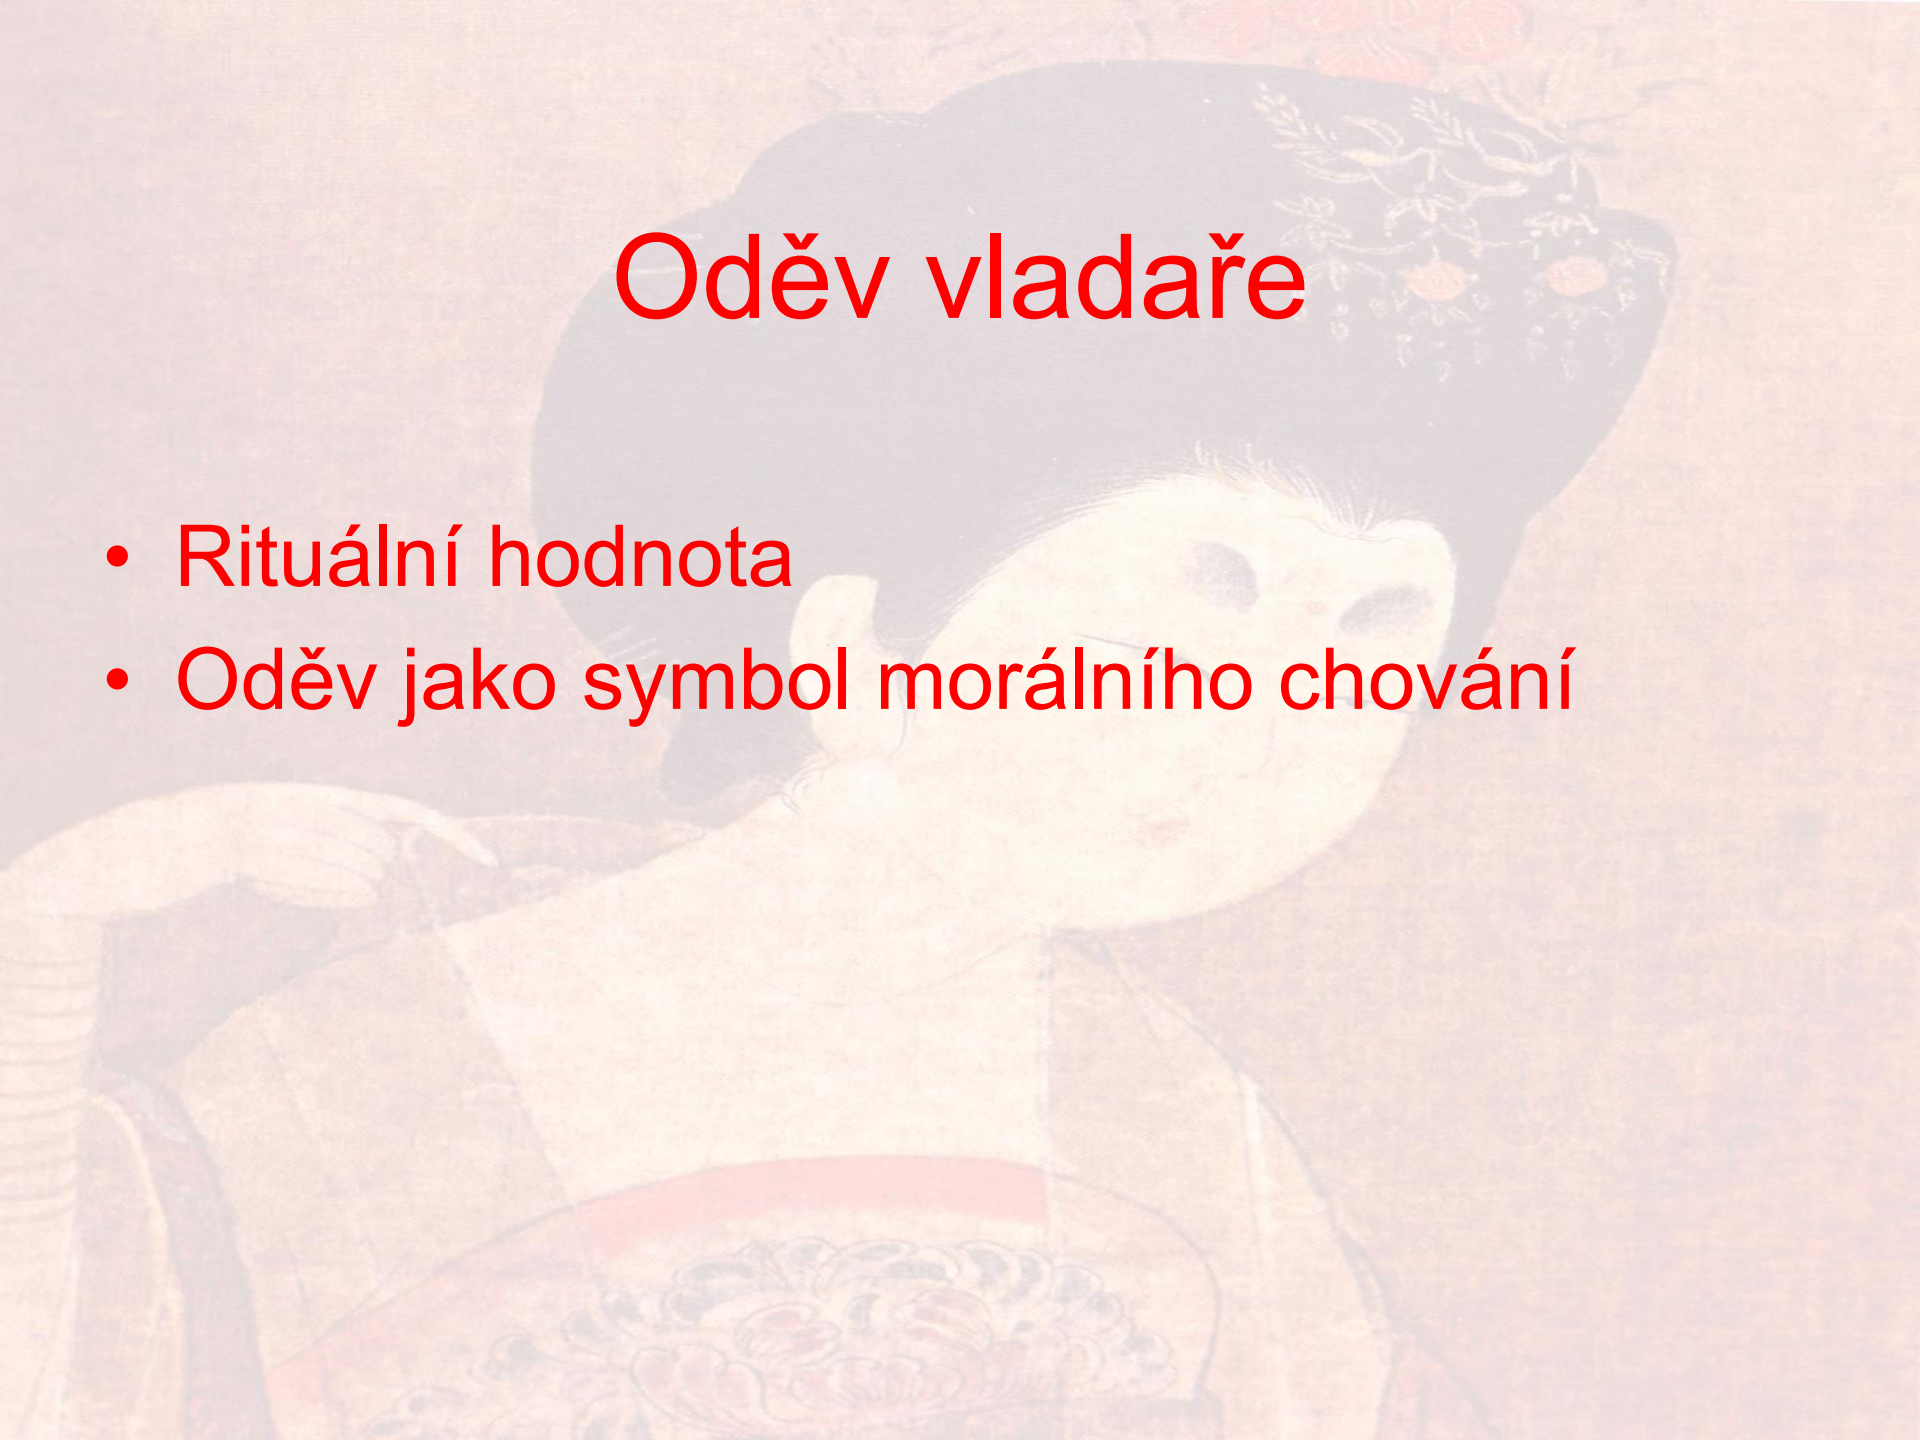 Oděv vladaře
• Rituální hodnota
• Oděv jako symbol morálního chování